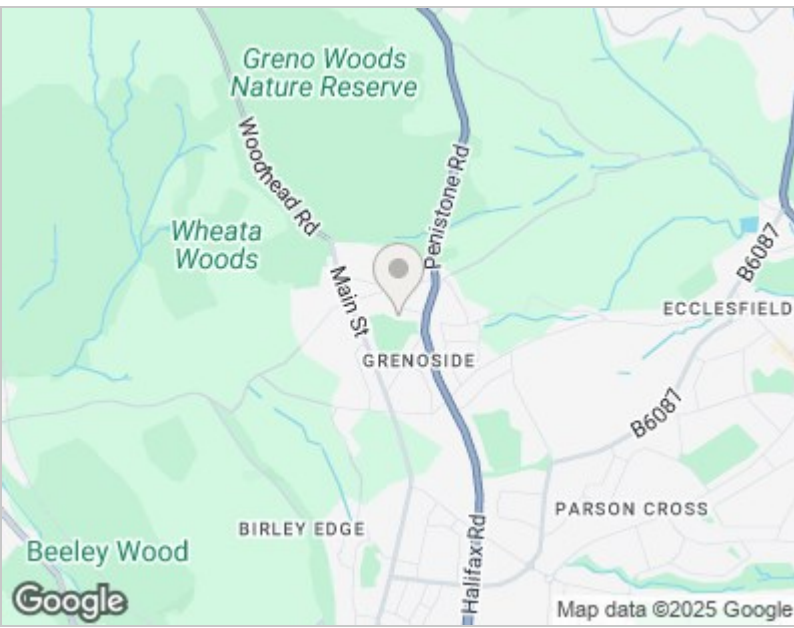 Greno Woods
Nature Reserve
Woodhead Rd
Penistone Rd
Wheata
Woods
B6087
Main St
ECCLESFIELD
GRENOSIDE
B6087
PARSON CROSS
BIRLEY EDGE
Halifax Rd
Beeley Wood
Google
Map data ©2025 Google